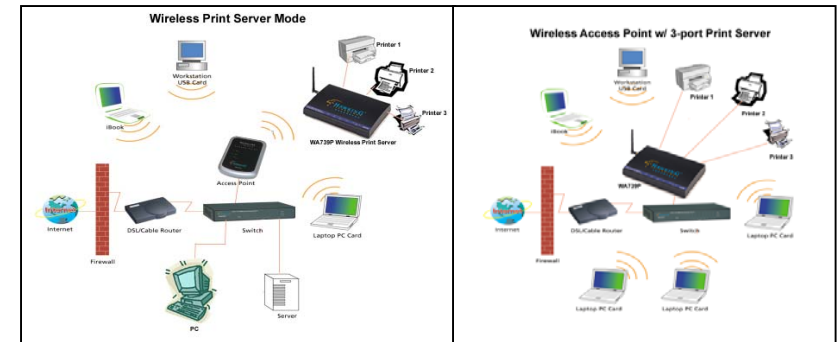 Wireless Print Server Mode
Printer 1
Workstation
USB Card
Printer 2
iBook
Printer 3
WA739P Wireless Print Server
Access Point
Internet
DSL/Cable Router
Switch
Laptop PC Card
Firewall
Server
PC
Wireless Access Point w/ 3-port Print Server
Workstation
USB Card
Printer 1
Printer 2
iBook
Printer 3
WA739P
Internet
DSL/Cable Router
Switch
Laptop PC Card
Firewall
Laptop PC Card
Laptop PC Card